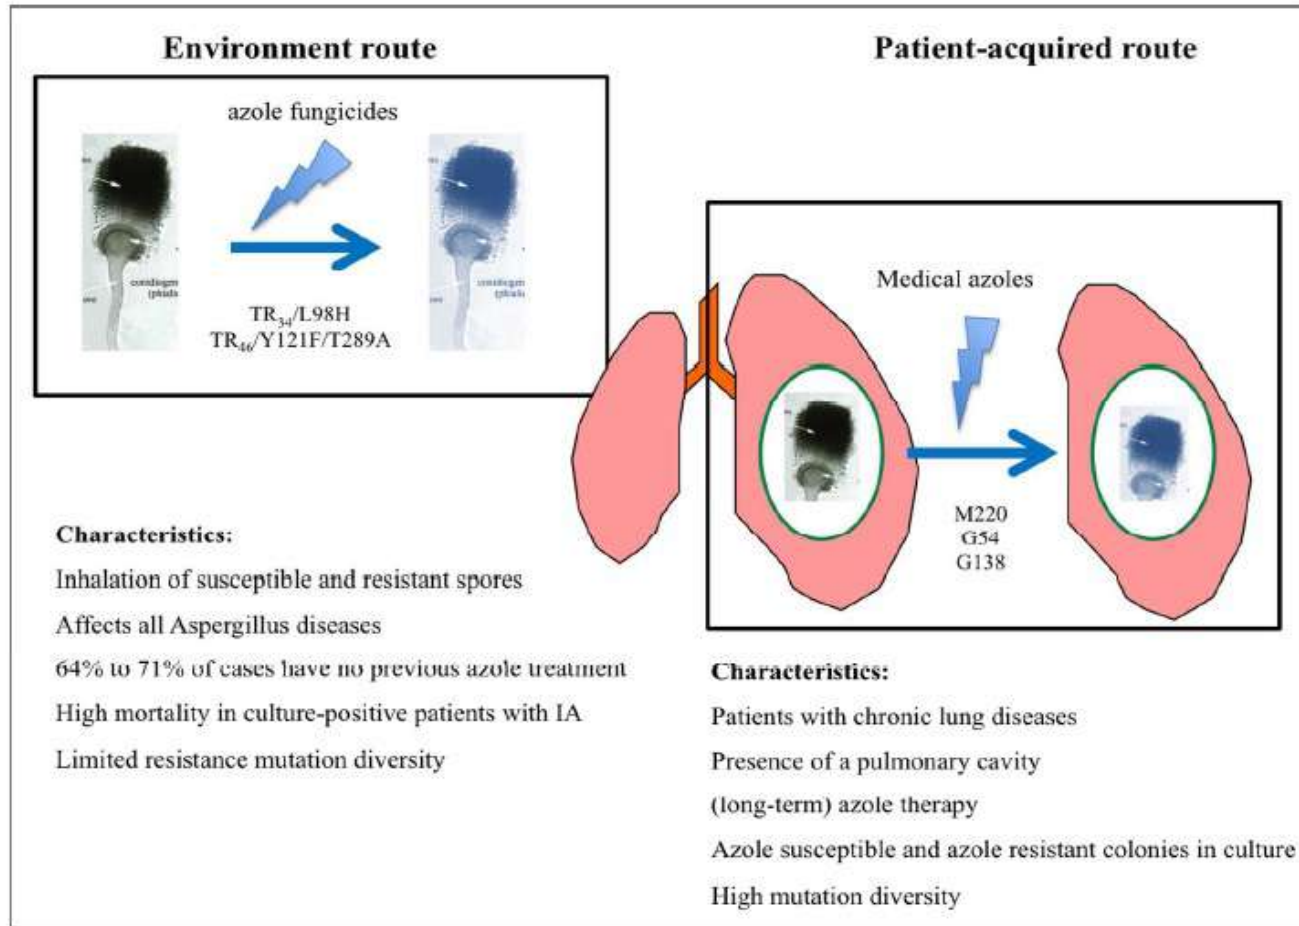 Environment route
azole fungicides
TR34/L98H
TR46/Y121F/T289A
Characteristics:
Inhalation of susceptible and resistant spores
Affects all Aspergillus diseases
64% to 71% of cases have no previous azole treatment
High mortality in culture-positive patients with IA
Limited resistance mutation diversity
Patient-acquired route
Medical azoles
M220
G54
G138
Characteristics:
Patients with chronic lung diseases
Presence of a pulmonary cavity
(long-term) azole therapy
Azole susceptible and azole resistant colonies in culture
High mutation diversity